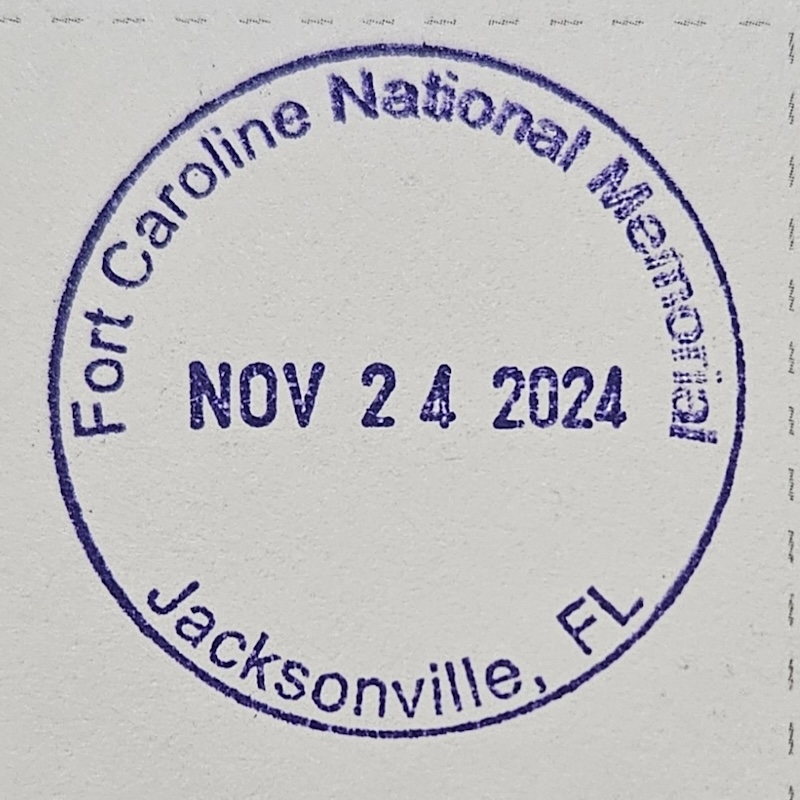 Fort Caroline National Memorial
NOV 24 2024
Jacksonville, FL